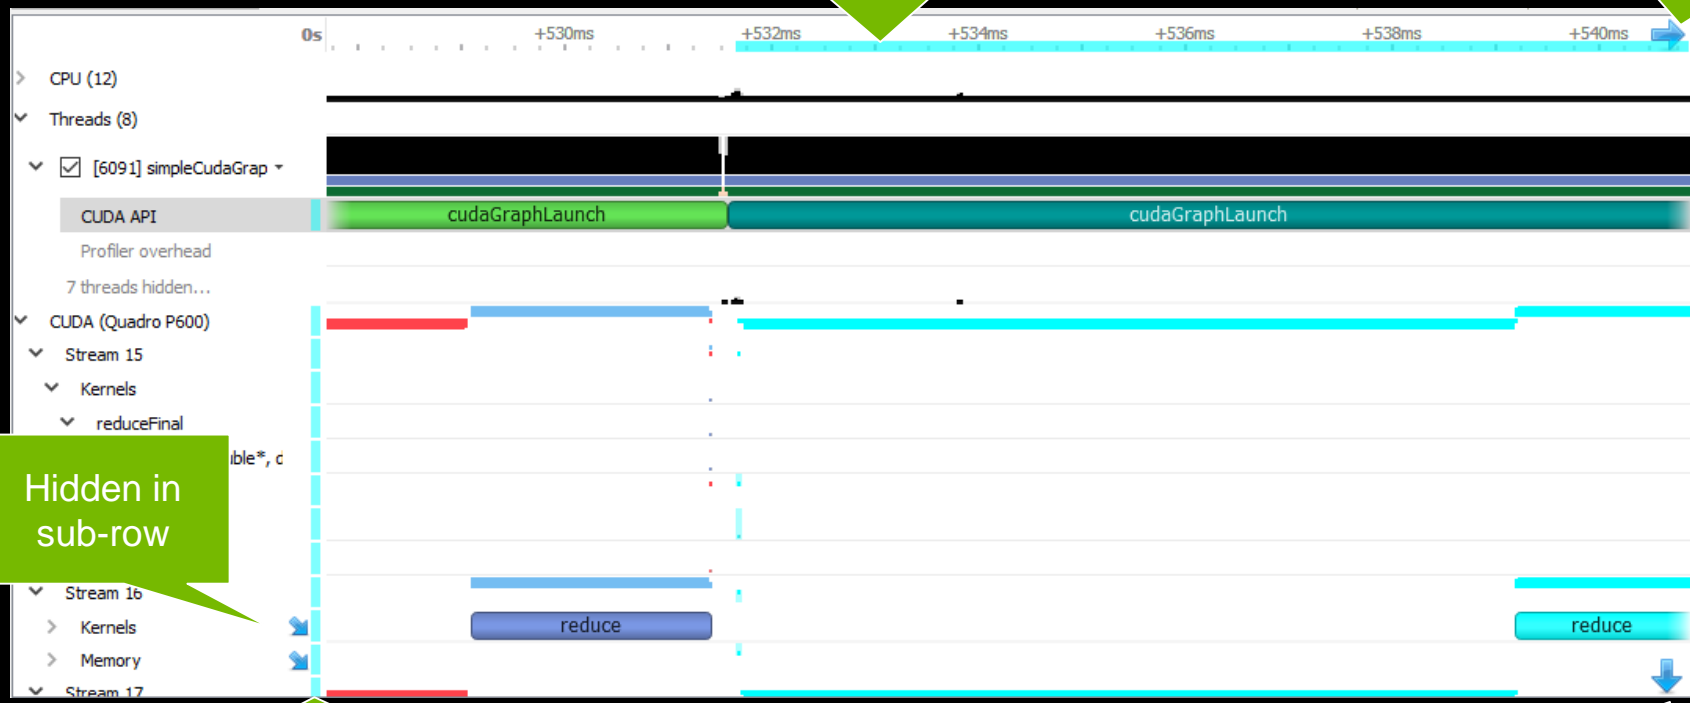 0s +530ms +532ms +534ms +536ms +538ms +540ms
CPU (12)
Threads (8)
[6091] simpleCudaGrap
CUDA API cudaGraphLaunch cudaGraphLaunch
Profiler overhead
7 threads hidden...
CUDA (Quadro P600)
Stream 15
Kernels
reduceFinal
uble*, d
Hidden in
sub-row
Stream 16
Kernels reduce reduce
Memory
Stream 17